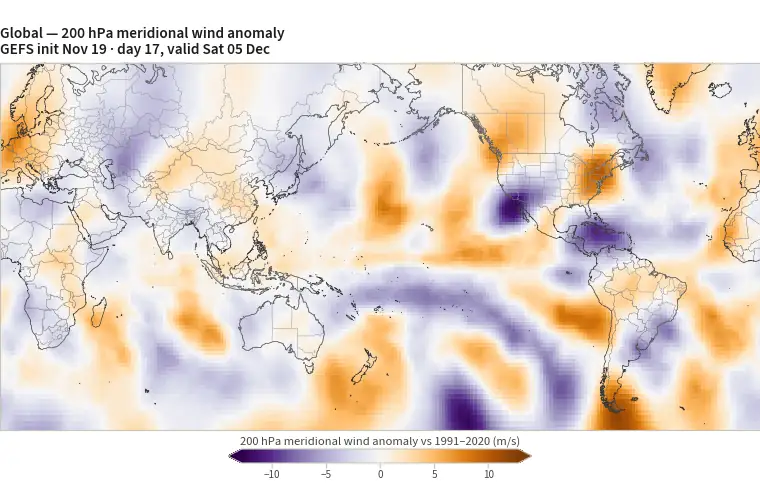 Global — 200 hPa meridional wind anomaly
GEFS init Nov 19 · day 17, valid Sat 05 Dec
200 hPa meridional wind anomaly vs 1991–2020 (m/s)
−10 −5 0 5 10